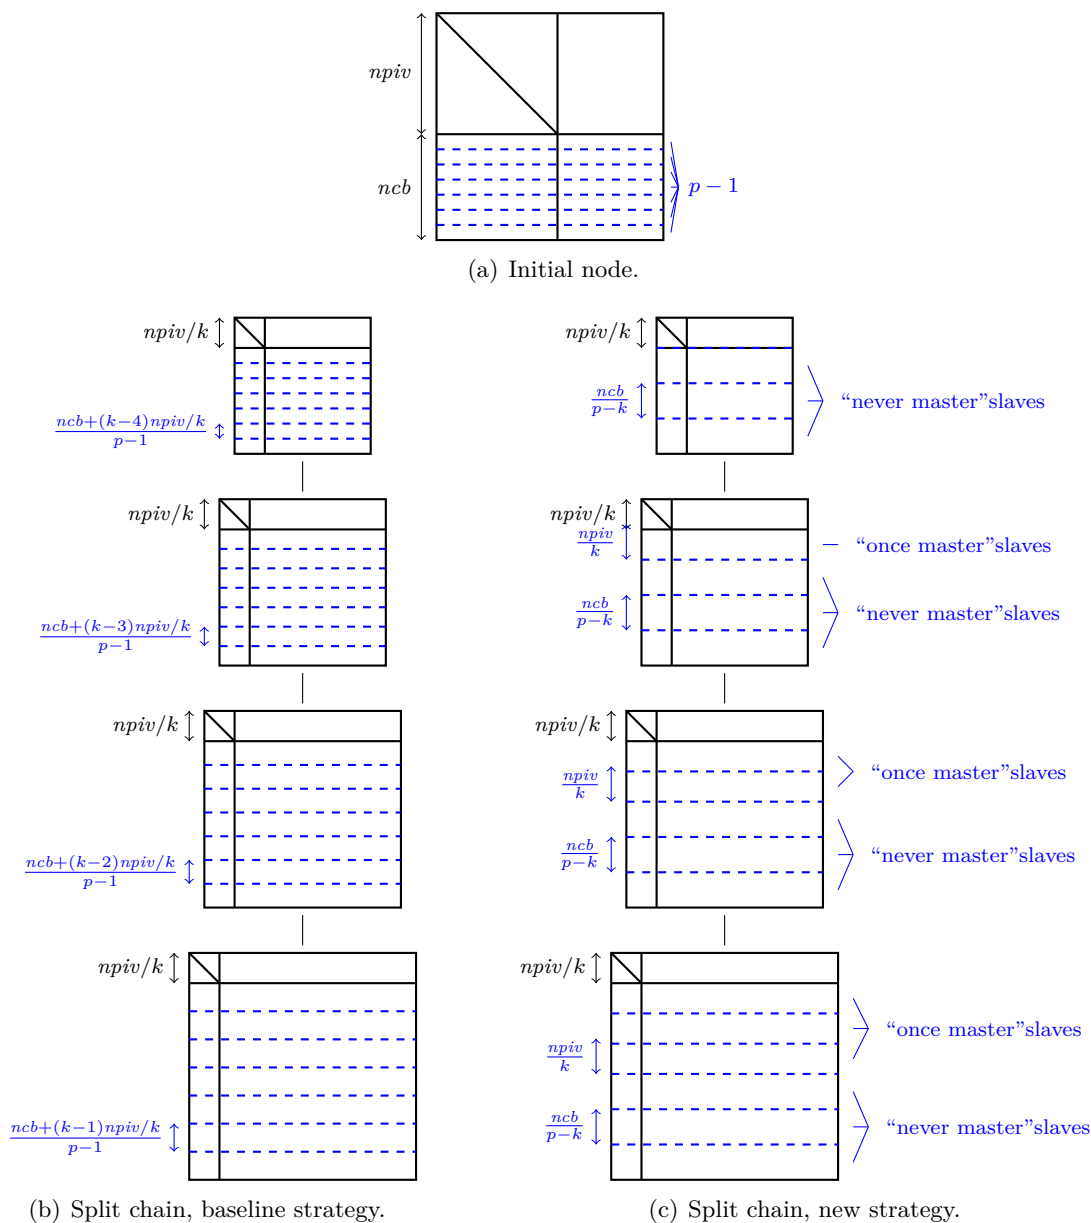 npiv
ncb
p − 1
(a) Initial node.
npiv/k
ncb+(k−4)npiv/k
p−1
npiv/k
ncb+(k−3)npiv/k
p−1
npiv/k
ncb+(k−2)npiv/k
p−1
npiv/k
ncb+(k−1)npiv/k
p−1
(b) Split chain, baseline strategy.
npiv/k
ncb
p−k
“never master”slaves
npiv/k
npiv
k
“once master”slaves
ncb
p−k
“never master”slaves
npiv/k
npiv
k
“once master”slaves
ncb
p−k
“never master”slaves
npiv/k
“once master”slaves
npiv
k
ncb
p−k
“never master”slaves
(c) Split chain, new strategy.